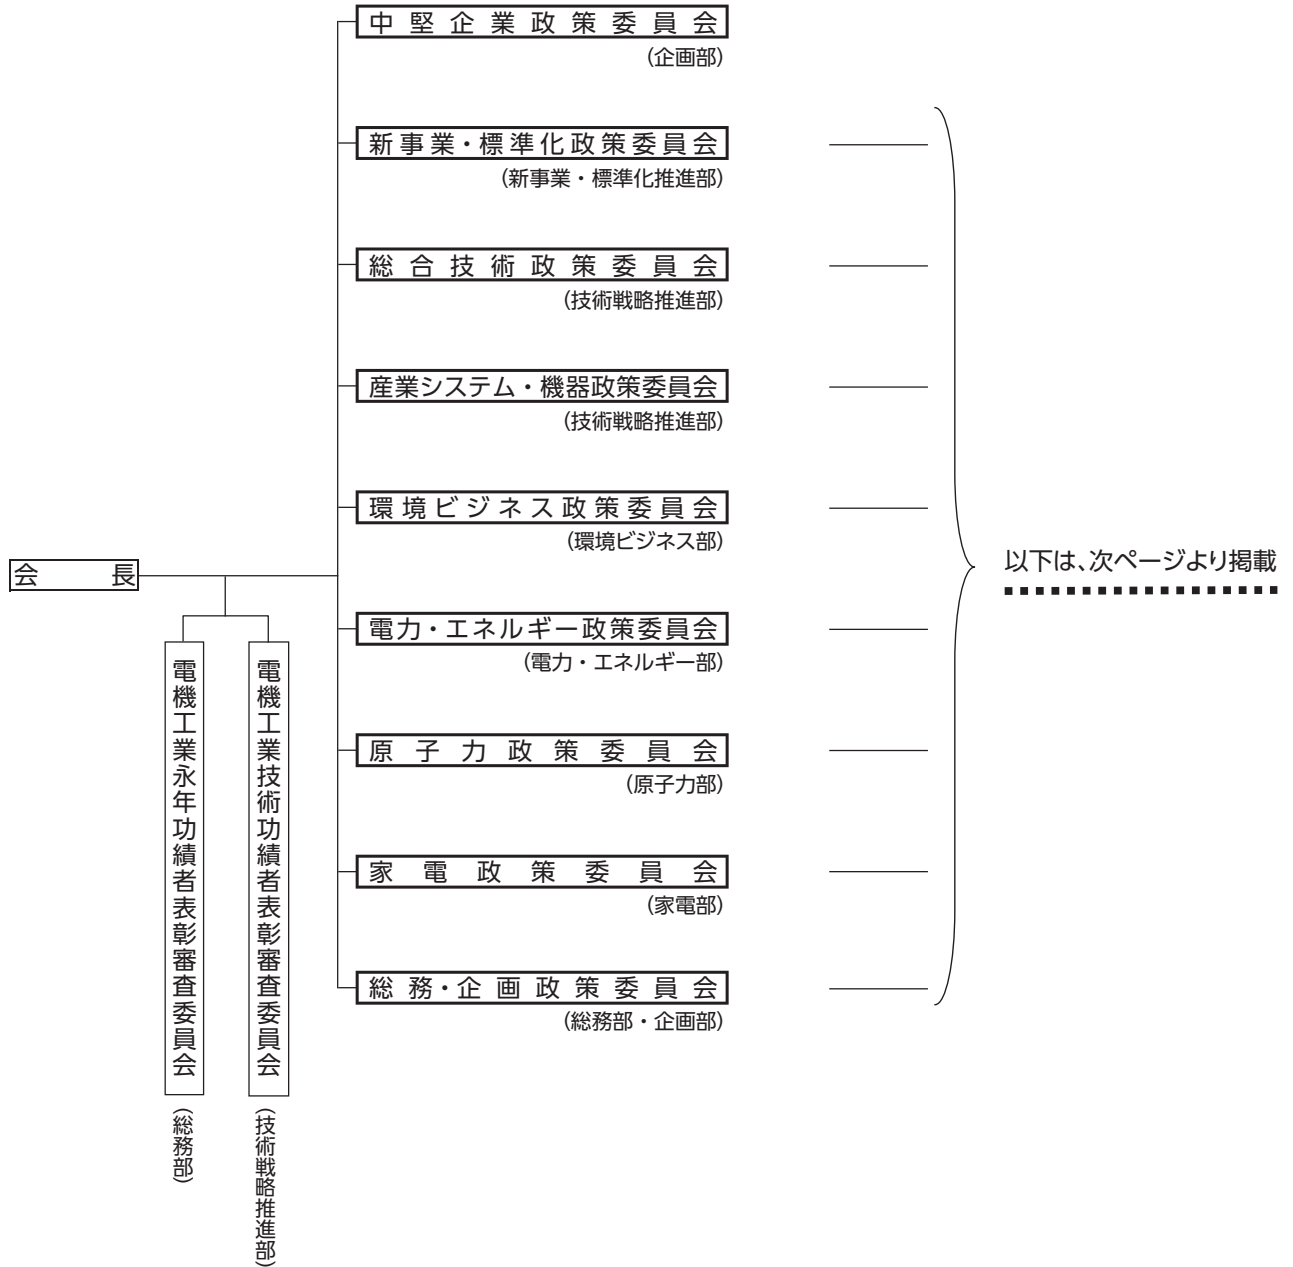 中堅企業政策委員会
（企画部）
新事業・標準化政策委員会
（新事業・標準化推進部）
総合技術政策委員会
（技術戦略推進部）
産業システム・機器政策委員会
（技術戦略推進部）
環境ビジネス政策委員会
（環境ビジネス部）
会長
以下は、次ページより掲載
電力・エネルギー政策委員会
（電力・エネルギー部）
原子力政策委員会
（原子力部）
家電政策委員会
（家電部）
総務・企画政策委員会
（総務部・企画部）
電機工業技術功績者表彰審査委員会
（技術戦略推進部）
電機工業永年功績者表彰審査委員会
（総務部）